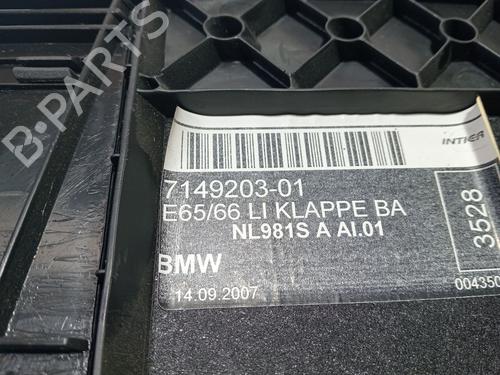 B-PARTS
INTIER
7149203-01
E65/66 LI KLAPPE BA
NL981S A AI.01
3528
BMW
14.09.2007
004350